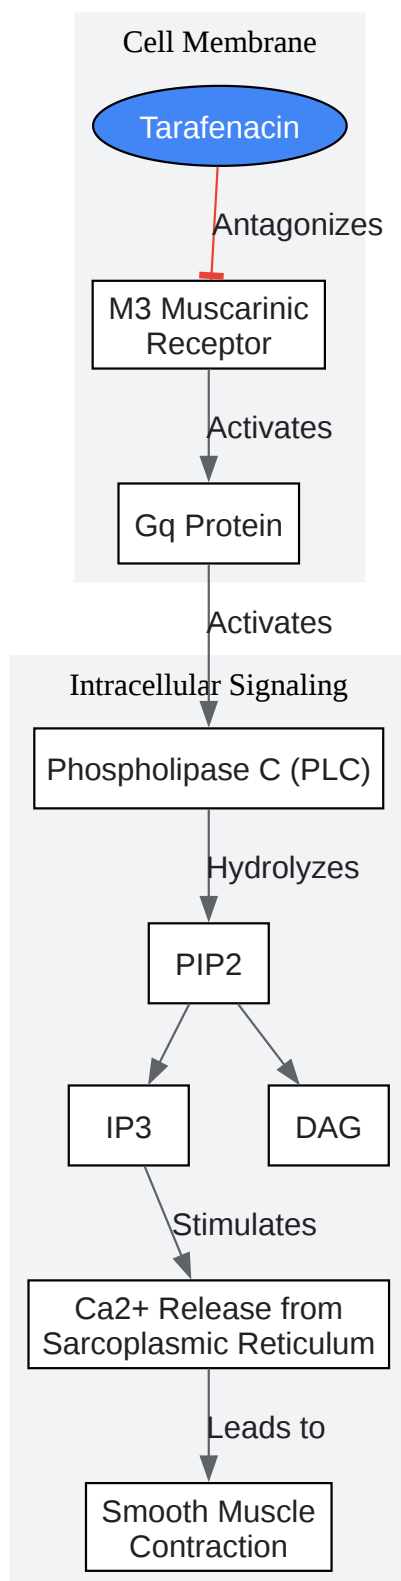 Cell Membrane
Tarafenacin
Antagonizes
M3 Muscarinic
Receptor
Activates
Gq Protein
Activates
Intracellular Signaling
Phospholipase C (PLC)
Hydrolyzes
PIP2
IP3
DAG
Stimulates
Ca2+ Release from
Sarcoplasmic Reticulum
Leads to
Smooth Muscle
Contraction